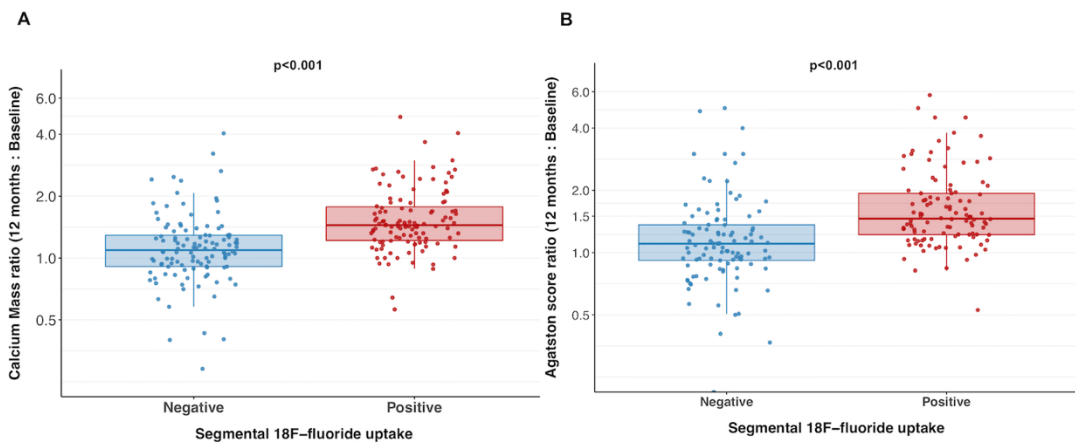 A
p<0.001
Calcium Mass ratio (12 months : Baseline)
6.0
4.0
2.0
1.0
0.5
Negative
Positive
Segmental 18F−fluoride uptake
B
p<0.001
Agatston score ratio (12 months : Baseline)
6.0
4.0
2.0
1.5
1.0
0.5
Negative
Positive
Segmental 18F−fluoride uptake